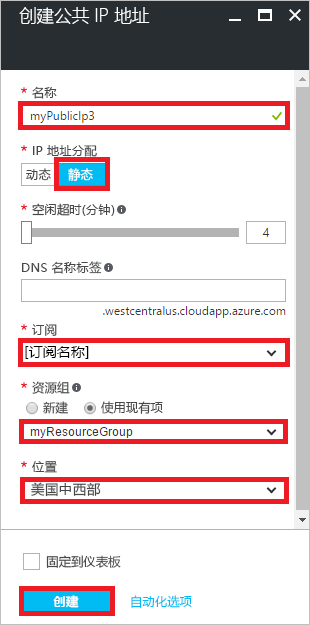 创建公共 IP 地址
* 名称
myPublicIp3
* IP 地址分配
动态 静态
* 空闲超时(分钟)
4
DNS 名称标签
.westcentralus.cloudapp.azure.com
* 订阅
[订阅名称]
* 资源组
新建 使用现有项
myResourceGroup
* 位置
美国中西部
固定到仪表板
创建 自动化选项